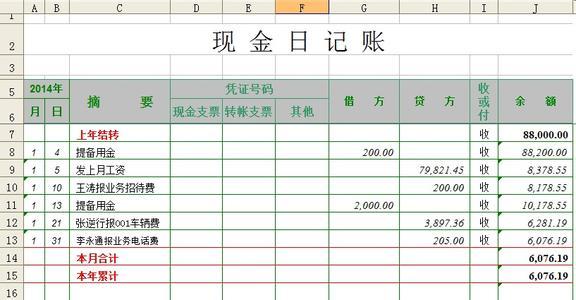 A B C D E F G H I J
1
2 现金日记账
3
5 2014年 摘 要 凭证号码 借 方 贷 方 收或付 余 额
6 月 日 现金支票 转帐支票 其他
7 上年结转 收 88,000.00
8 1 4 提备用金 200.00 收 88,200.00
9 1 5 发上月工资 79,821.45 收 8,378.55
10 1 10 王涛报业务招待费 200.00 收 8,178.55
11 1 13 提备用金 2,000.00 收 10,178.55
12 1 21 张逆行报001车辆费 3,897.36 收 6,281.19
13 1 31 李永通报业务电话费 205.00 收 6,076.19
14 本月合计 6,076.19
15 本年累计 6,076.19
16